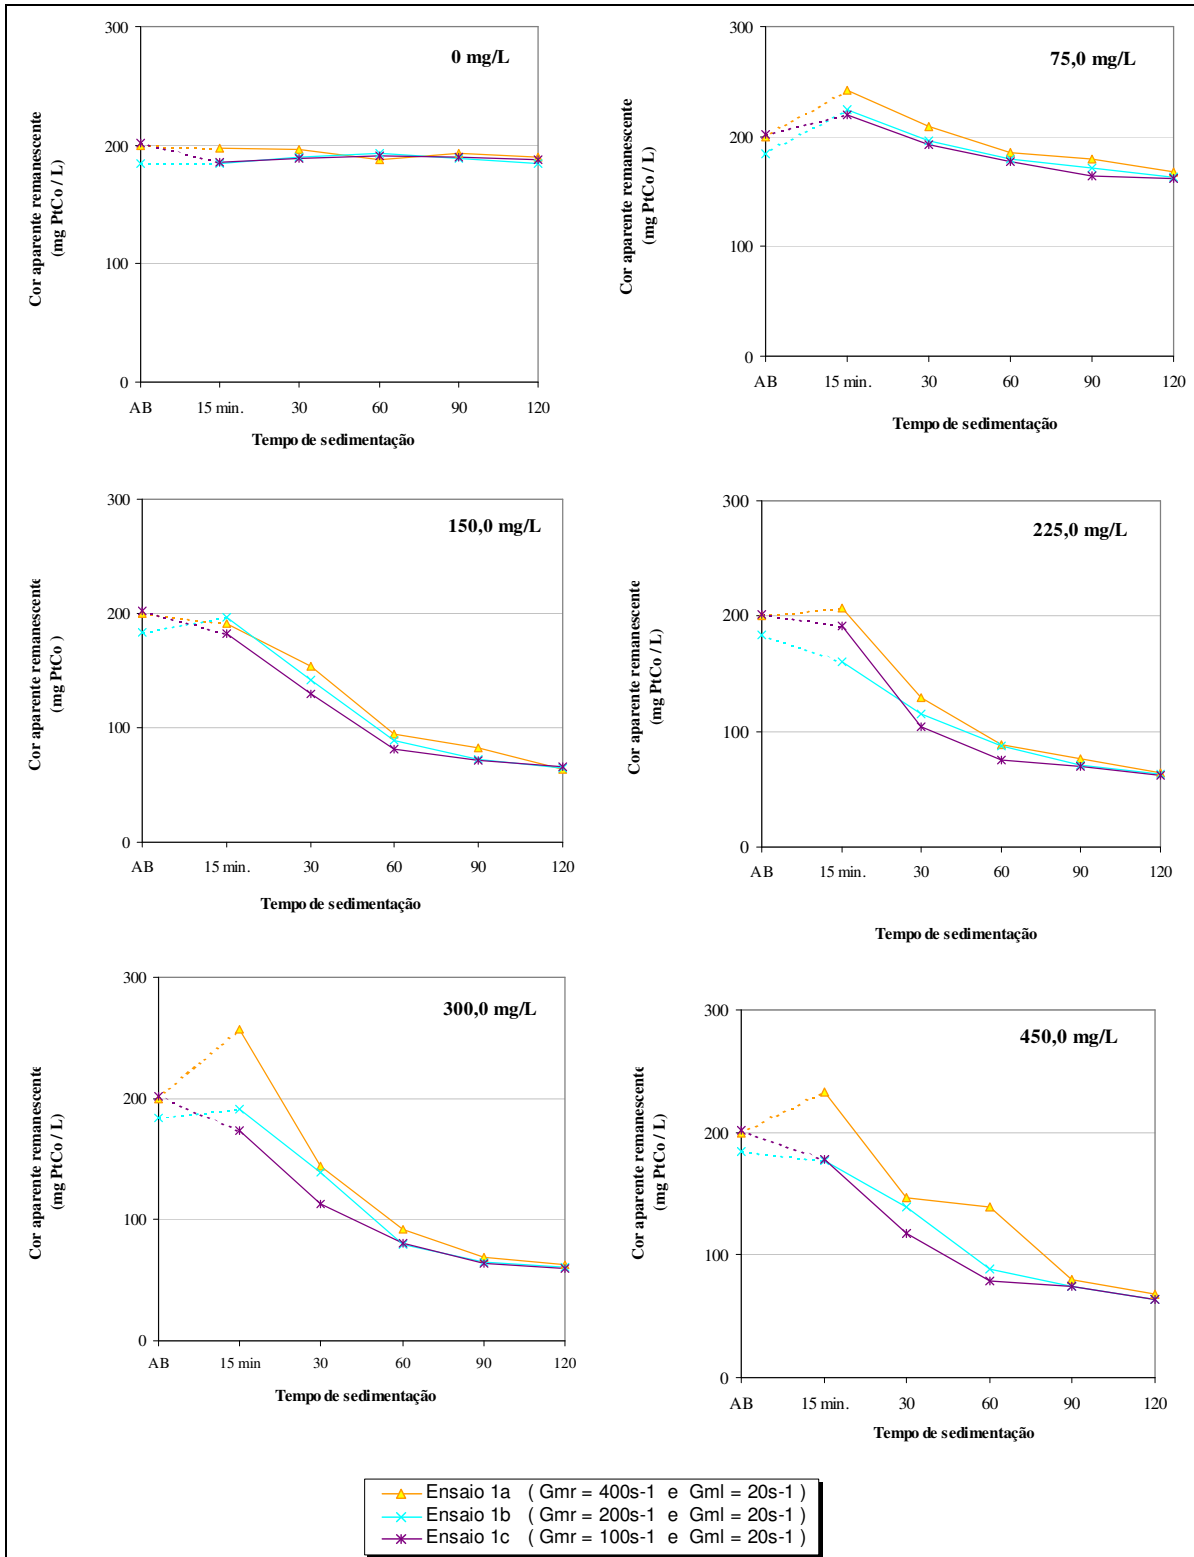 0 mg/L
Cor aparente remanescente
(mg PtCo / L)
300
200
100
0
AB 15 min. 30 60 90 120
Tempo de sedimentação
75,0 mg/L
Cor aparente remanescente
(mg PtCo / L)
300
200
100
0
AB 15 min. 30 60 90 120
Tempo de sedimentação
150,0 mg/L
Cor aparente remanescente
(mg PtCo )
300
200
100
0
AB 15 min. 30 60 90 120
Tempo de sedimentação
225,0 mg/L
Cor aparente remanescente
(mg PtCo / L)
300
200
100
0
AB 15 min. 30 60 90 120
Tempo de sedimentação
300,0 mg/L
Cor aparente remanescente
(mg PtCo / L)
300
200
100
0
AB 15 min 30 60 90 120
Tempo de sedimentação
450,0 mg/L
Cor aparente remanescente
(mg PtCo / L)
300
200
100
0
AB 15 min. 30 60 90 120
Tempo de sedimentação
Ensaio 1a ( Gmr = 400s-1 e Gml = 20s-1 )
Ensaio 1b ( Gmr = 200s-1 e Gml = 20s-1 )
Ensaio 1c ( Gmr = 100s-1 e Gml = 20s-1 )